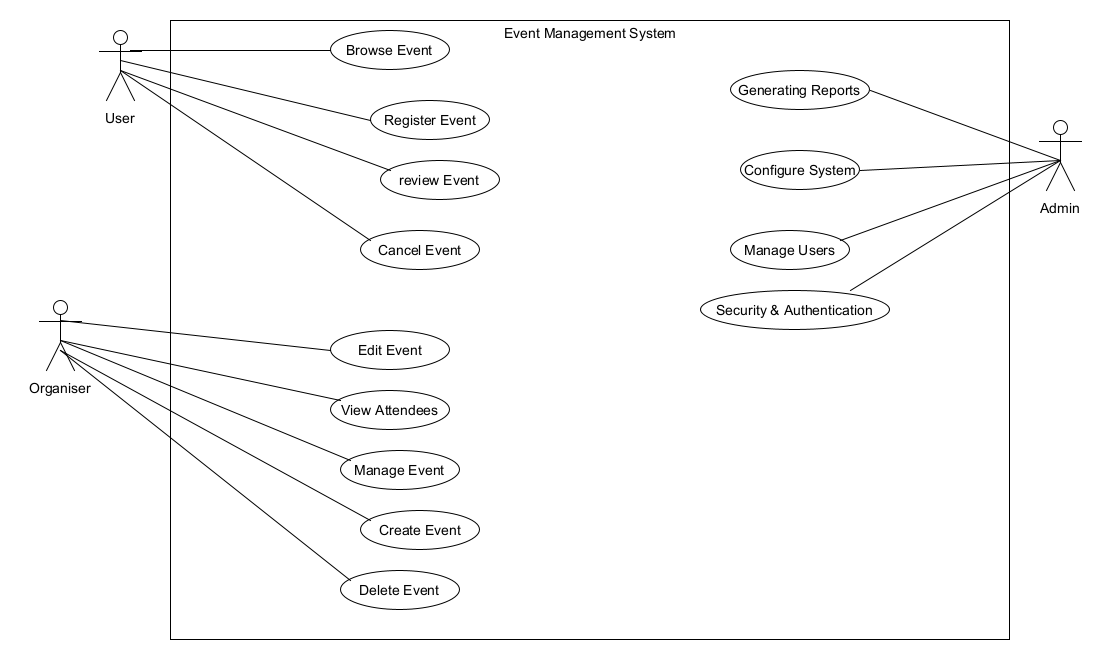 Event Management System
Browse Event
User
Register Event
review Event
Cancel Event
Generating Reports
Configure System
Admin
Manage Users
Security & Authentication
Organiser
Edit Event
View Attendees
Manage Event
Create Event
Delete Event